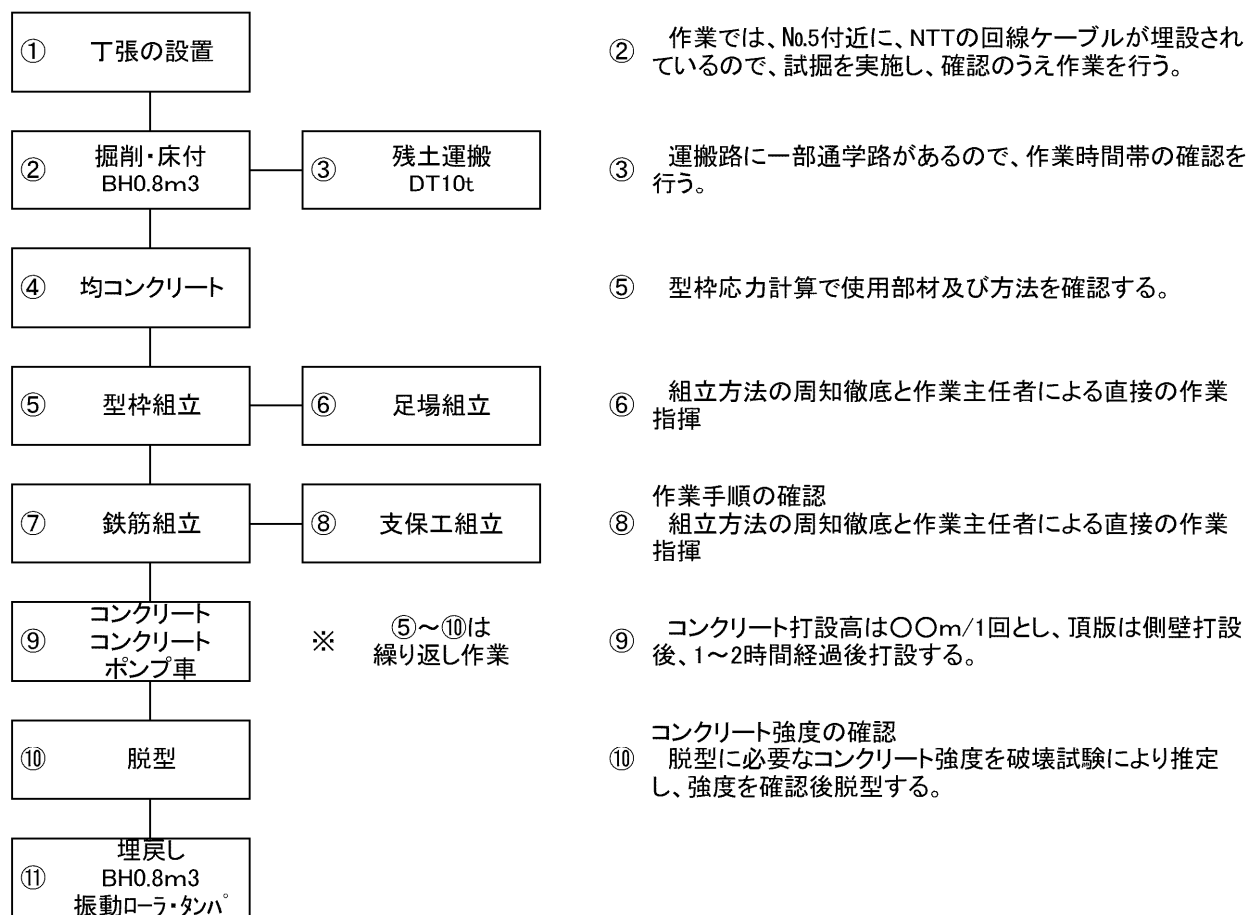 ① 丁張の設置
② 作業では、№5付近に、NTTの回線ケーブルが埋設され
ているので、試掘を実施し、確認のうえ作業を行う。
② 掘削・床付
BH0.8m3
③ 残土運搬
DT10t
③ 運搬路に一部通学路があるので、作業時間帯の確認を
行う。
④ 均コンクリート
⑤ 型枠応力計算で使用部材及び方法を確認する。
⑤ 型枠組立
⑥ 足場組立
⑥ 組立方法の周知徹底と作業主任者による直接の作業
指揮
⑦ 鉄筋組立
⑧ 支保工組立
作業手順の確認
⑧ 組立方法の周知徹底と作業主任者による直接の作業
指揮
コンクリート
⑨ コンクリート
ポンプ車
※ ⑤～⑩は
繰り返し作業
⑨ コンクリート打設高は〇〇m/1回とし、頂版は側壁打設
後、1～2時間経過後打設する。
⑩ 脱型
コンクリート強度の確認
⑩ 脱型に必要なコンクリート強度を破壊試験により推定
し、強度を確認後脱型する。
埋戻し
⑪ BH0.8m3
振動ﾛｰﾗ・ﾀﾝﾊﾟ